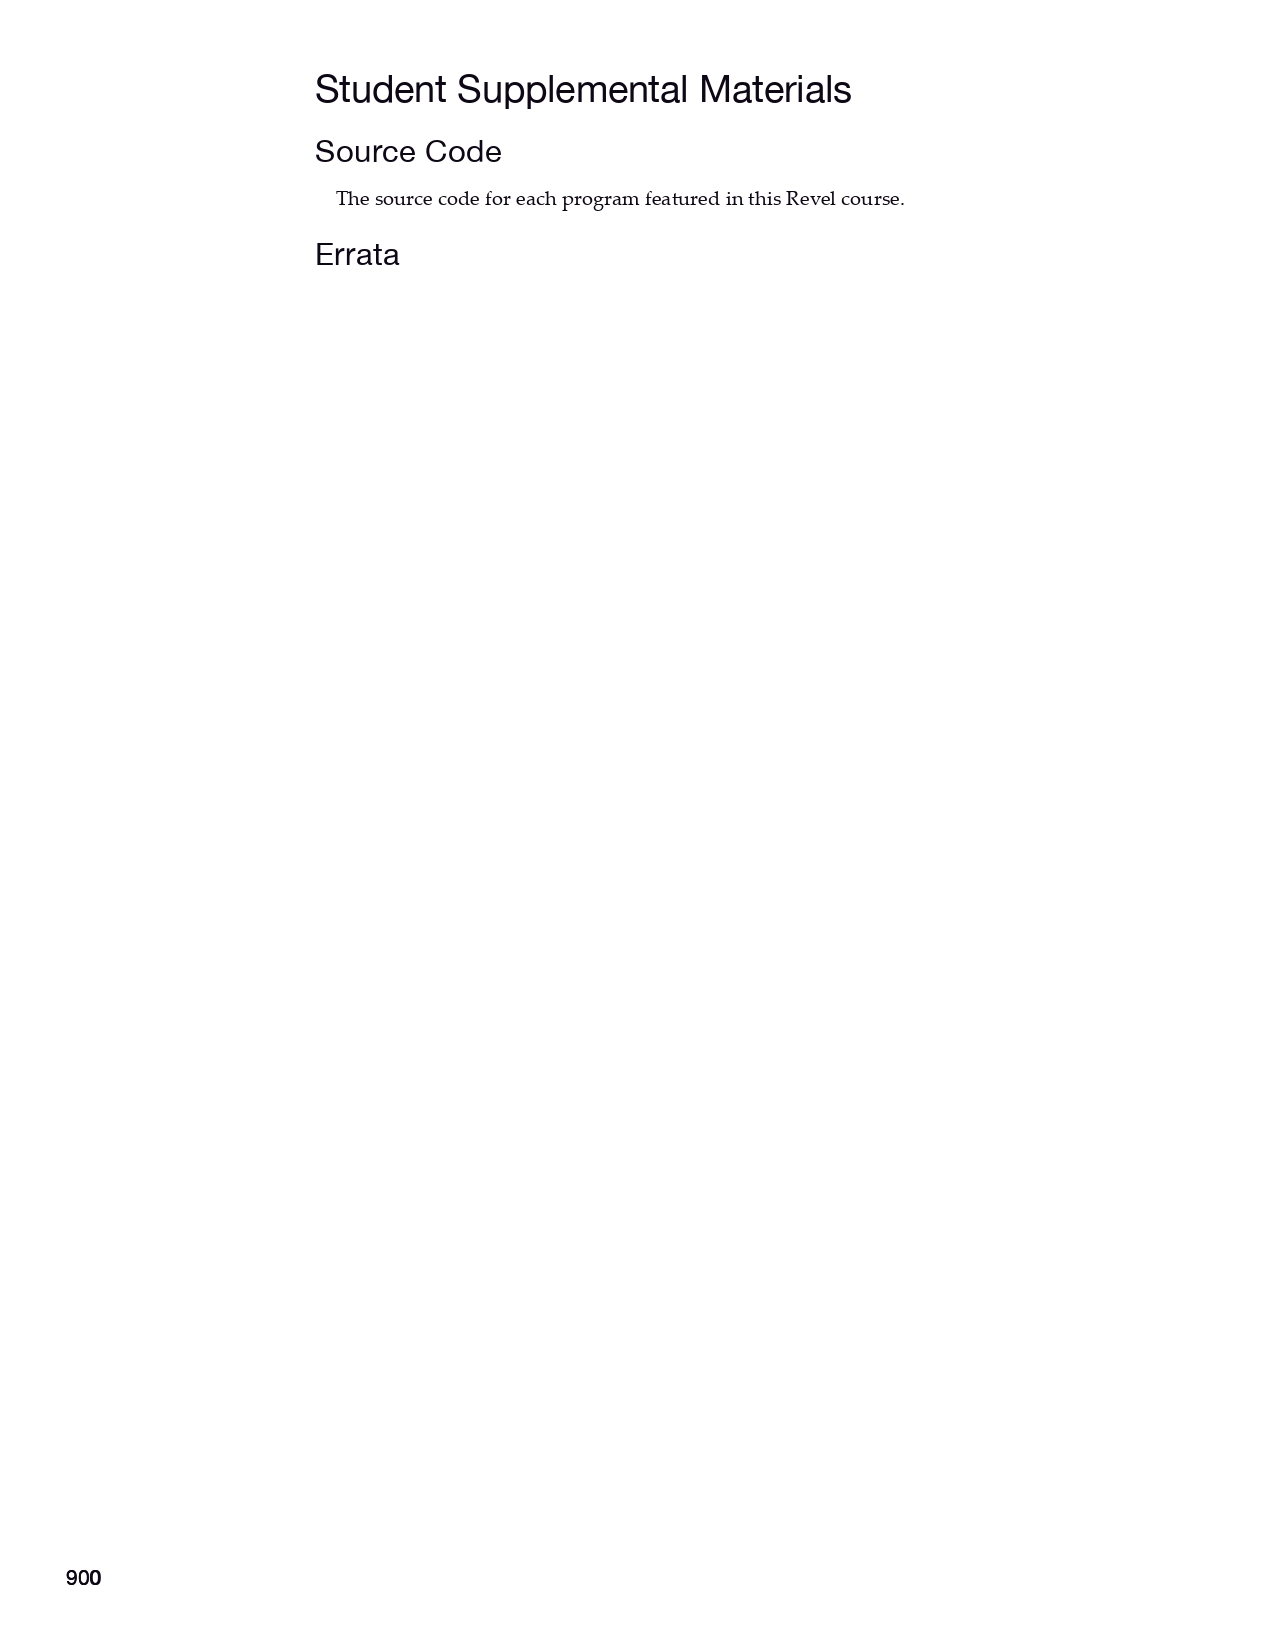 Student Supplemental Materials
Source Code
The source code for each program featured in this Revel course.
Errata
900